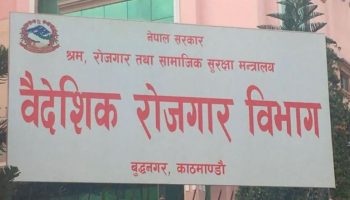 नेपाल सरकार
श्रम, रोजगार तथा सामाजिक सुरक्षा मन्त्रालय
वैदेशिक रोजगार विभाग
बुद्धनगर, काठमाण्डौ